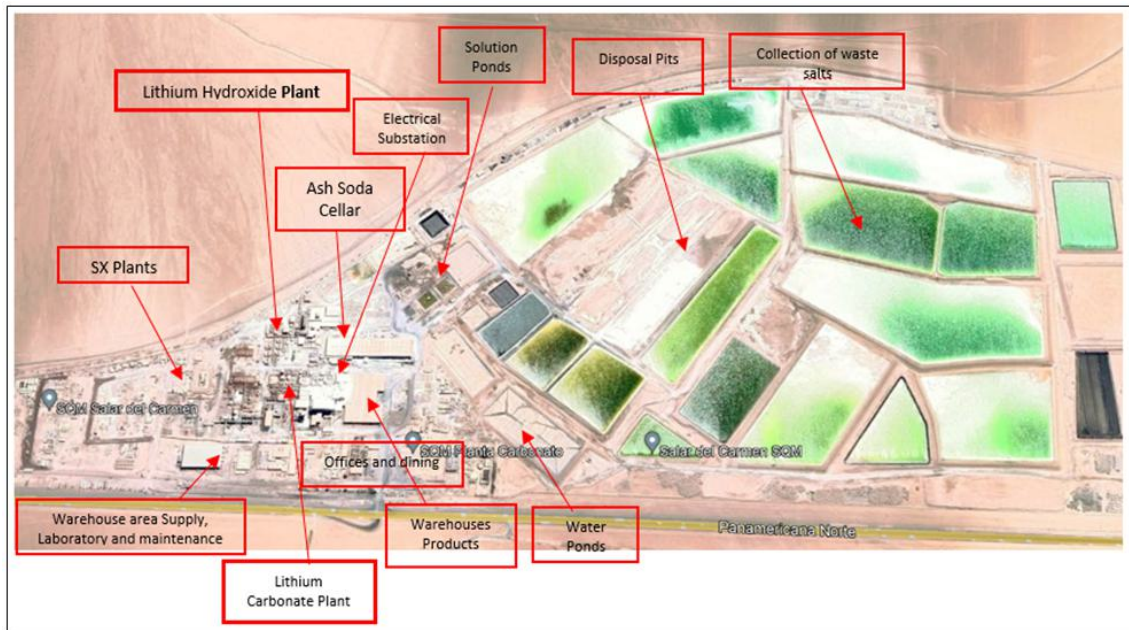 Solution
Ponds
Disposal Pits
Collection of waste
salts
Lithium Hydroxide Plant
Electrical
Substation
Ash Soda
Cellar
SX Plants
SQM Salar del Carmen
SQM Planta Carbonato
Salar del Carmen SQM
Offices and dining
Warehouse area Supply,
Laboratory and maintenance
Warehouses
Products
Water
Ponds
Panamericana Norte
Lithium
Carbonate Plant